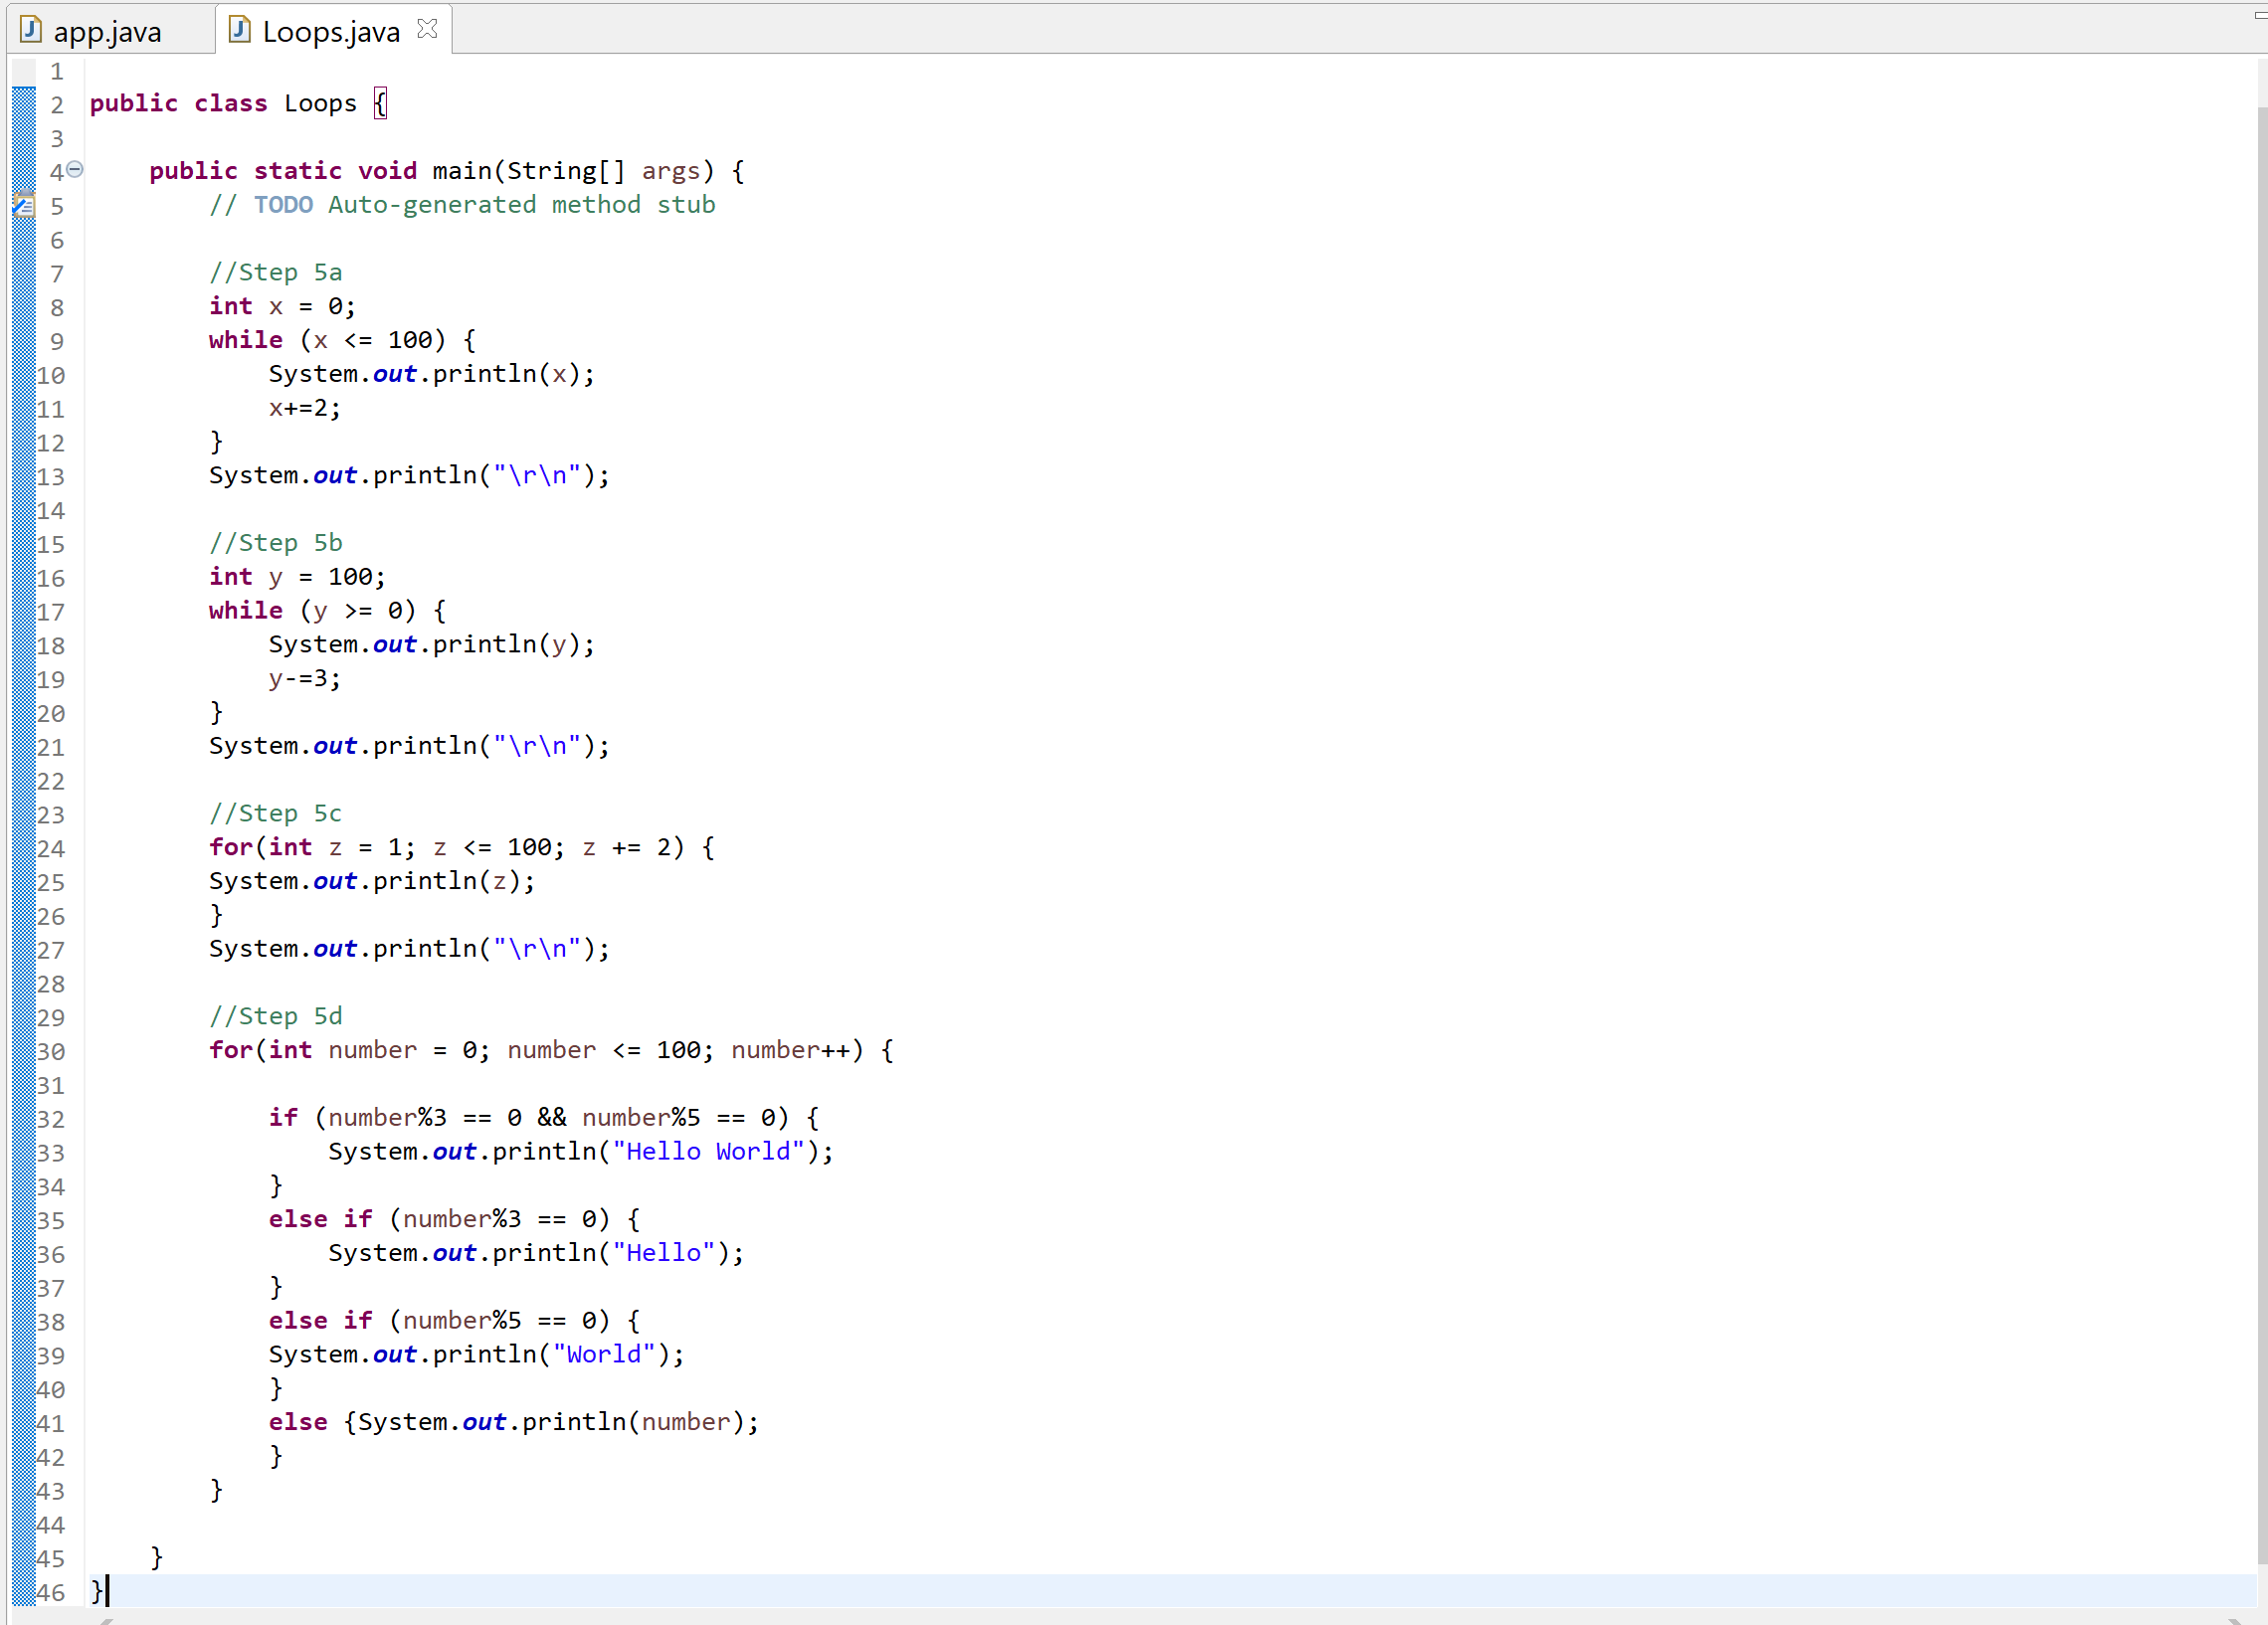 app.java Loops.java
1
2 public class Loops {
3
4 public static void main(String[] args) {
5 // TODO Auto-generated method stub
6
7 //Step 5a
8 int x = 0;
9 while (x <= 100) {
10 System.out.println(x);
11 x+=2;
12 }
13 System.out.println("\r\n");
14
15 //Step 5b
16 int y = 100;
17 while (y >= 0) {
18 System.out.println(y);
19 y-=3;
20 }
21 System.out.println("\r\n");
22
23 //Step 5c
24 for(int z = 1; z <= 100; z += 2) {
25 System.out.println(z);
26 }
27 System.out.println("\r\n");
28
29 //Step 5d
30 for(int number = 0; number <= 100; number++) {
31
32 if (number%3 == 0 && number%5 == 0) {
33 System.out.println("Hello World");
34 }
35 else if (number%3 == 0) {
36 System.out.println("Hello");
37 }
38 else if (number%5 == 0) {
39 System.out.println("World");
40 }
41 else {System.out.println(number);
42 }
43 }
44
45 }
46 }